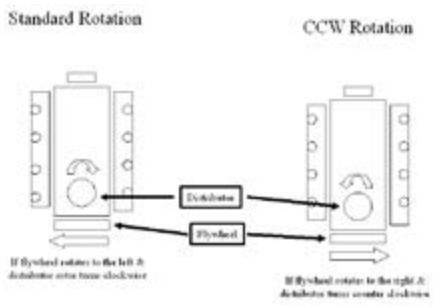 Standard Rotation
CCW Rotation
Distributor
Flywheel
If flywheel rotates to the left &
distributor rotor turns clockwise
If flywheel rotates to the right &
distributor turns counter clockwise